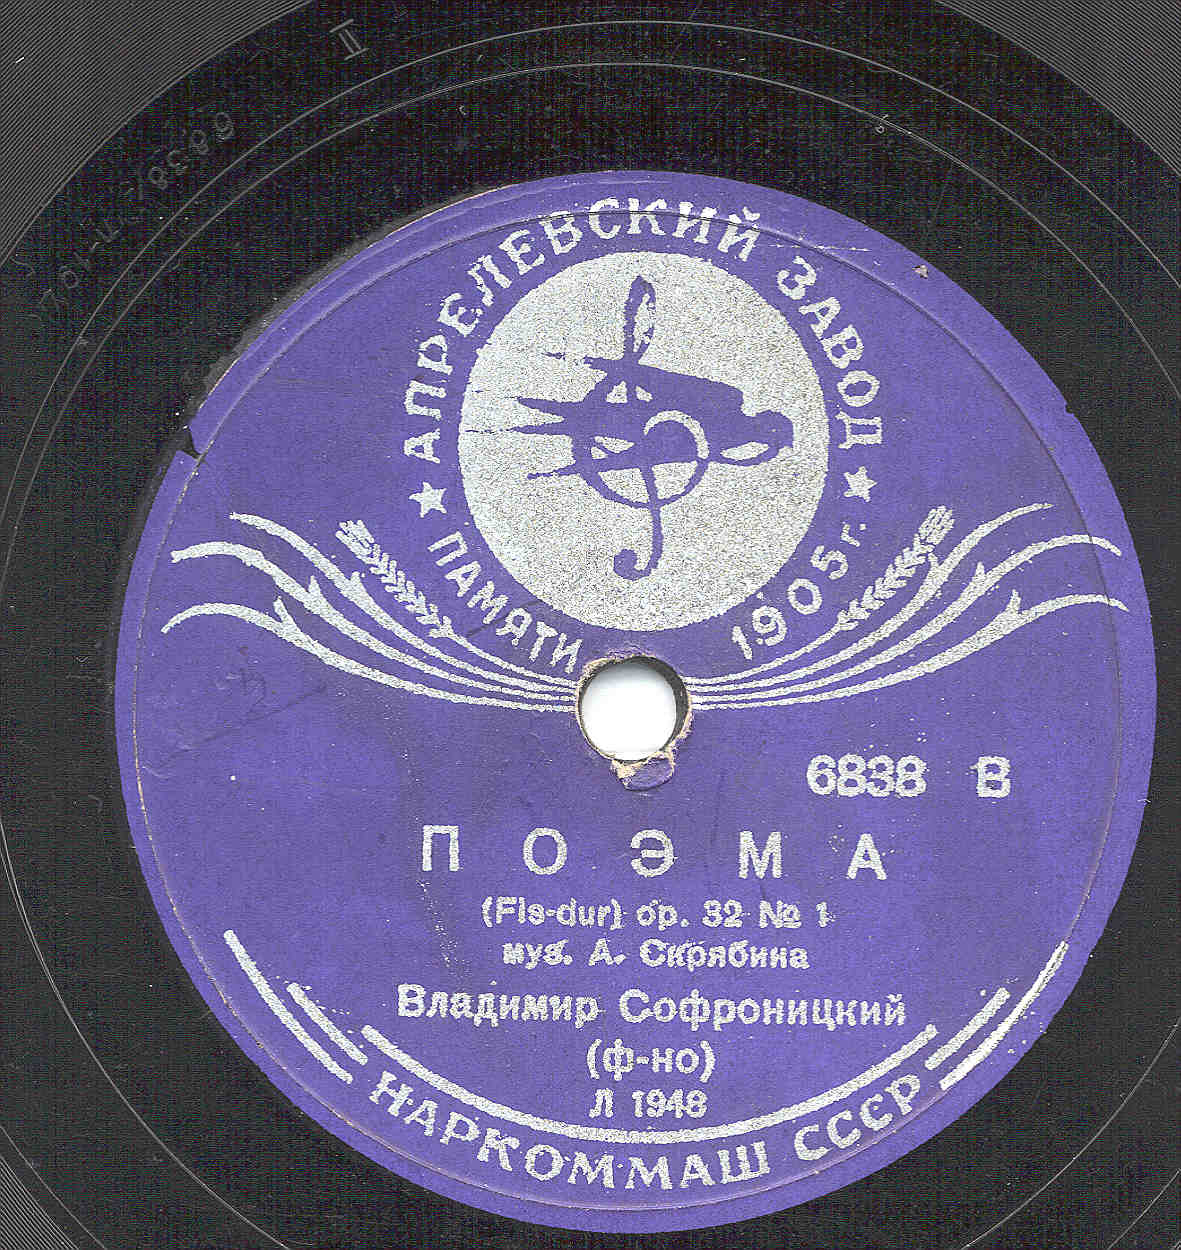 II
АПРЕЛЕВСКИЙ ЗАВОД
ПАМЯТИ 1905 г.
6838 В
ПОЭМА
(Fis-dur) op. 32 № 1
муз. А. Скрябина
Владимир Софроницкий
(ф-но)
Л 1948
НАРКОММАШ СССР